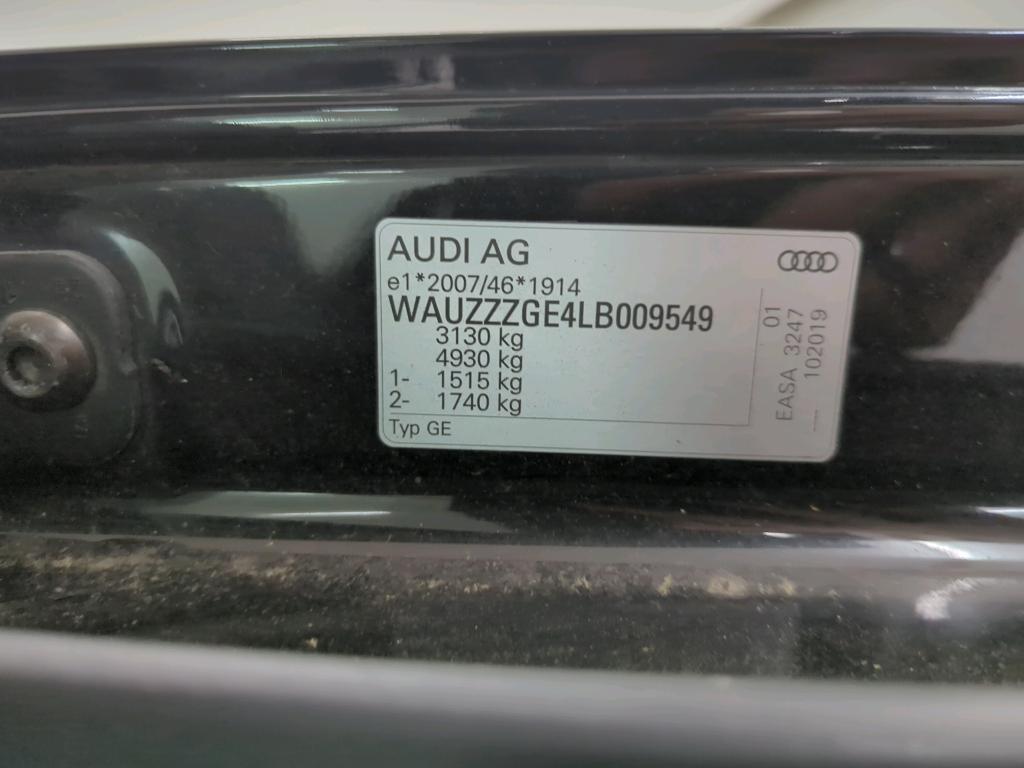 AUDI AG
e1*2007/46*1914
WAUZZZGE4LB009549
3130 kg
4930 kg
1- 1515 kg
2- 1740 kg
Typ GE
01
EASA 3247
102019